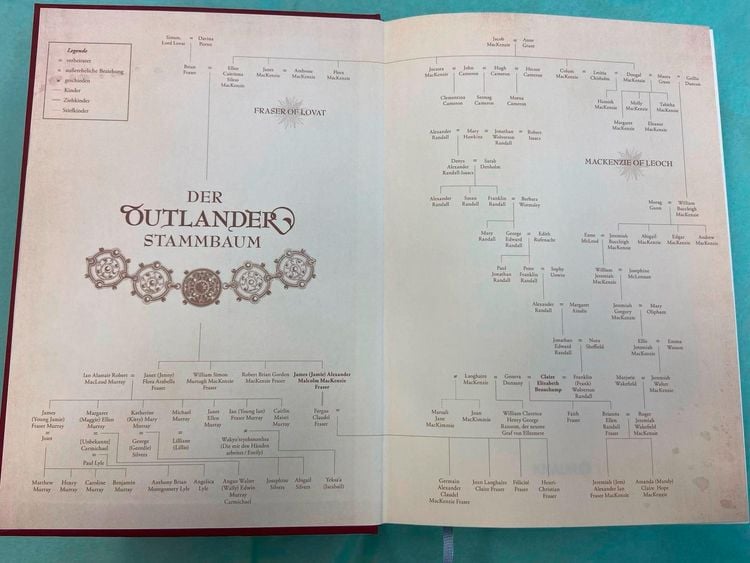 Legende
= verheiratet
≈ außereheliche Beziehung
≠ geschieden
Kinder
Ziehkinder
Stiefkinder
Simon, = Davina
Lord Lovat Porter
Brian = Ellen Janet Ambrose Flora
Fraser Caitriona MacKenzie MacKenzie MacKenzie
Sileas
MacKenzie
FRASER OF LOVAT
DER
OUTLANDER
STAMMBAUM
Ian Alastair Robert = Janet (Jenny) William Simon Robert Brian Gordon James (Jamie) Alexander
MacLeod Murray Flora Arabella Murtagh MacKenzie MacKenzie Fraser Malcolm MacKenzie
Fraser Fraser Fraser
James Margaret Katherine Michael Janet Ian (Young Ian) Caitlin Fergus =
(Young Jamie) (Maggie) Ellen (Kitty) Mary Murray Ellen Fraser Murray Maisri Claudel
Fraser Murray Murray Murray Murray Murray Fraser
= Joan
[Unbekannt] George Lilliane Wakyo'teyehsnonhsa
Carmichael (Geordie) (Lillie) (Die mit den Händen
Silvers arbeitet / Emily)
= Paul Lyle
Matthew Henry Caroline Benjamin Anthony Brian Angelica Angus Walter Josephine Abigail Yeksa'a
Murray Murray Murray Murray Montgomery Lyle Lyle (Wally) Edwin Silvers Silvers (Iseabail)
Murray
Carmichael
Jacob = Anne
MacKenzie Grant
Jocasta = John = Hugh = Hector Colum = Letitia Dougal = Maura Geillis
MacKenzie Cameron Cameron Cameron MacKenzie Chisholm MacKenzie Grant Duncan
Clementina Seonag Morna Hamish Molly Tabitha
Cameron Cameron Cameron MacKenzie MacKenzie MacKenzie
Margaret Eleanor
MacKenzie MacKenzie
Alexander = Mary = Jonathan = Robert
Randall Hawkins Wolverton Isaacs
Randall
MACKENZIE OF LEOCH
Denys = Sarah
Alexander Denholm
Randall-Isaacs
Alexander Susan Franklin = Barbara
Randall Randall Randall Wormsley
Morag = William
Gunn Buccleigh
MacKenzie
Mary George = Edith
Randall Edward Rufenacht
Randall
Anne = Jeremiah Abigail Edgar Andrew
McLeod Buccleigh MacKenzie MacKenzie MacKenzie
MacKenzie
Paul Penn = Sophy
Jonathan Franklin
Randall Randall
William = Josephine
Jeremiah McLennan
MacKenzie
Alexander = Margaret
Randall Ainslie
Jeremiah = Mary
Gregory Oliphant
MacKenzie
Jonathan = Nora
Edward Sheffield
Randall
Ellis = Emma
Jeremiah Watson
MacKenzie
Laoghaire Geneva Claire = Franklin
MacKenzie Dunsany Elizabeth (Frank)
Beauchamp Wolverton
Randall
Marjorie = Jeremiah
Wakefield Walter
MacKenzie
Marsali Joan William Clarence Faith Brianna = Roger
Jane MacKimmie Henry George Fraser Ellen Jeremiah
MacKimmie Ransom, der neunte Randall Wakefield
Graf von Ellesmere Fraser MacKenzie
Germain Joan Laoghaire Félicité Henri- Jeremiah (Jem) Amanda (Mandy)
Alexander Claire Fraser Fraser Christian Alexander Ian Claire Hope
Claudel Fraser Fraser MacKenzie MacKenzie
MacKenzie Fraser